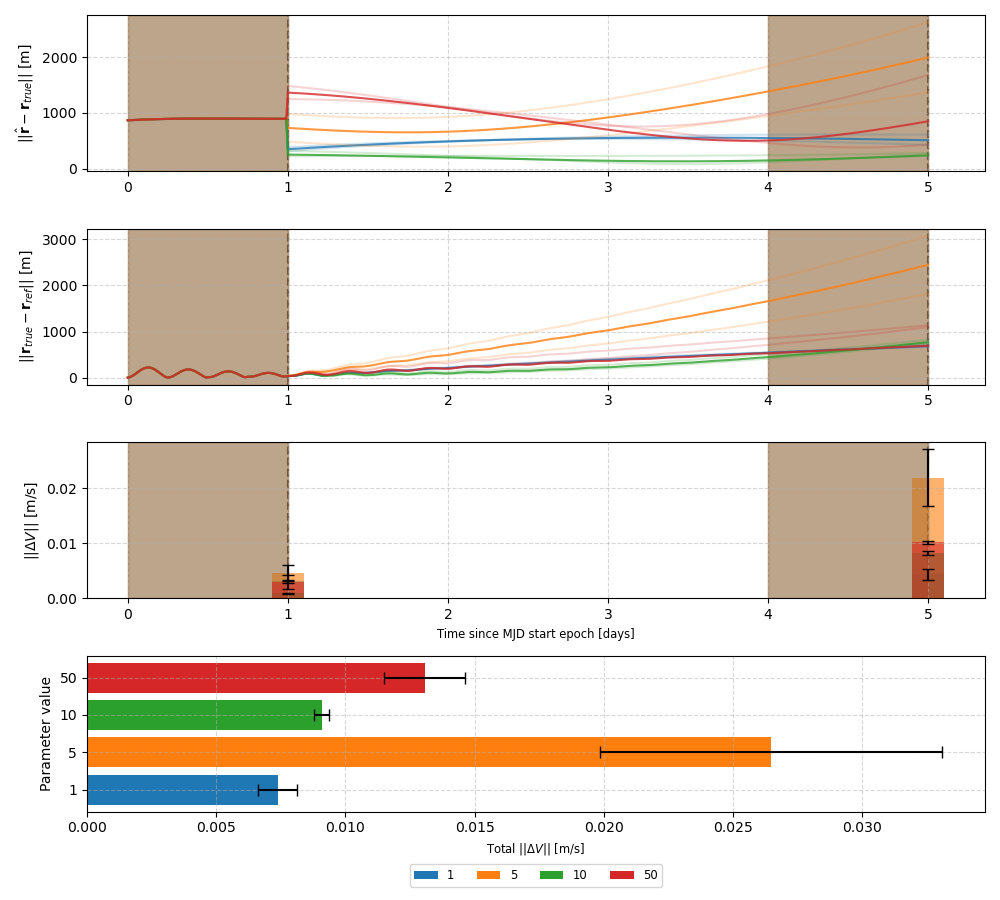 ||r̂ − r_true|| [m]
2000
1000
0
0 1 2 3 4 5
||r_true − r_ref|| [m]
3000
2000
1000
0
0 1 2 3 4 5
||ΔV|| [m/s]
0.02
0.01
0.00
0 1 2 3 4 5
Time since MJD start epoch [days]
Parameter value
50
10
5
1
0.000 0.005 0.010 0.015 0.020 0.025 0.030
Total ||ΔV|| [m/s]
1 5 10 50